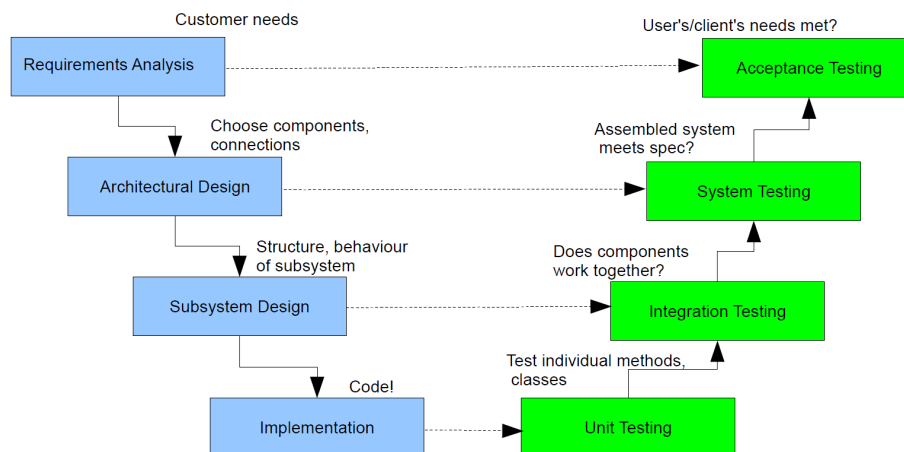 Customer needs
User's/client's needs met?
Requirements Analysis
Acceptance Testing
Choose components,
connections
Assembled system
meets spec?
Architectural Design
System Testing
Structure, behaviour
of subsystem
Does components
work together?
Subsystem Design
Integration Testing
Test individual methods,
classes
Code!
Implementation
Unit Testing